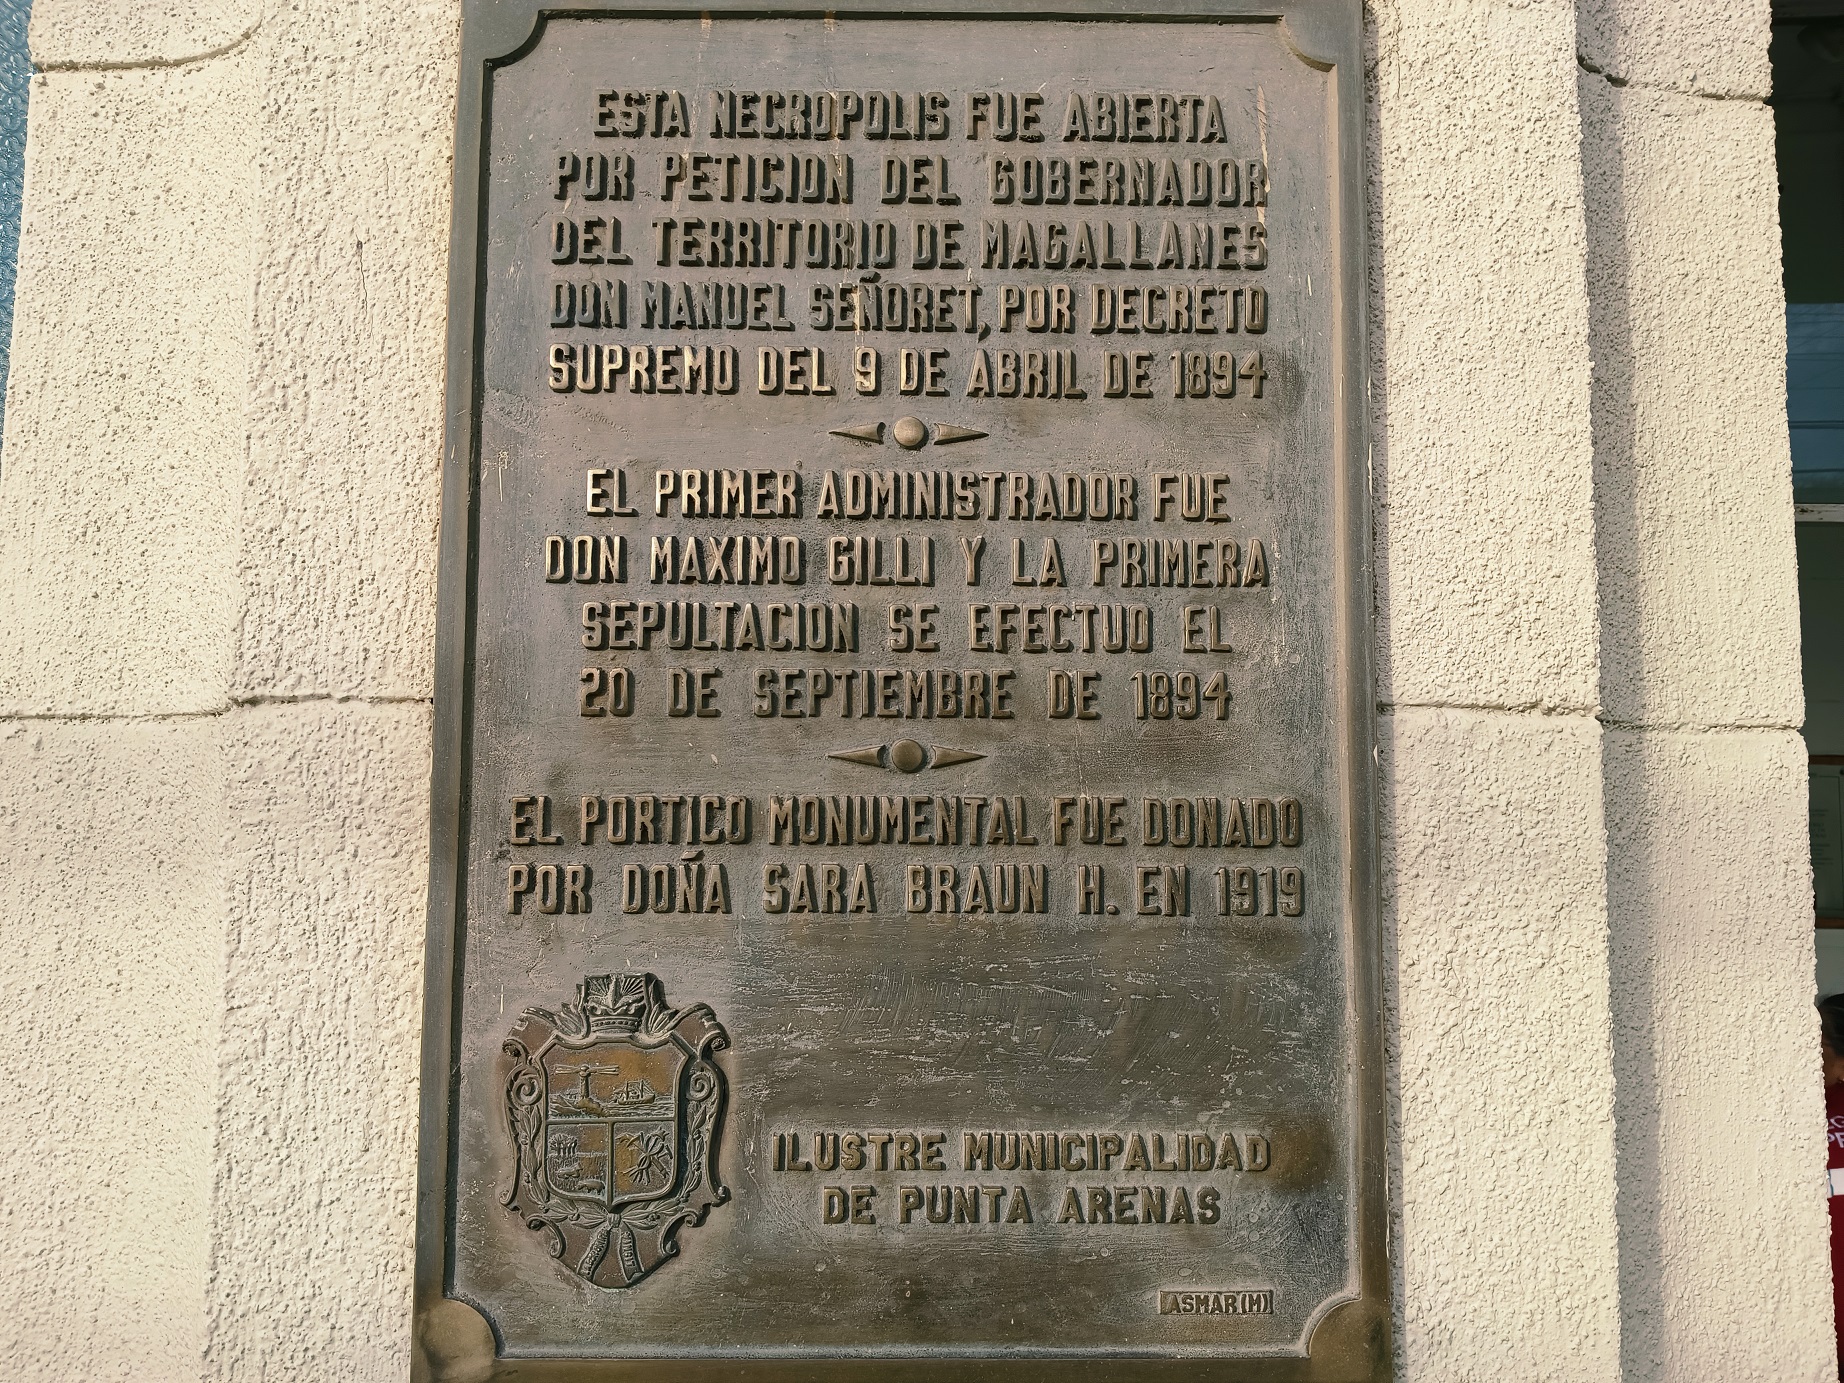 ESTA NECROPOLIS FUE ABIERTA
POR PETICION DEL GOBERNADOR
DEL TERRITORIO DE MAGALLANES
DON MANUEL SEÑORET, POR DECRETO
SUPREMO DEL 9 DE ABRIL DE 1894
EL PRIMER ADMINISTRADOR FUE
DON MAXIMO GILLI Y LA PRIMERA
SEPULTACION SE EFECTUO EL
20 DE SEPTIEMBRE DE 1894
EL PORTICO MONUMENTAL FUE DONADO
POR DOÑA SARA BRAUN H. EN 1919
ILUSTRE MUNICIPALIDAD
DE PUNTA ARENAS
ASMAR (M)